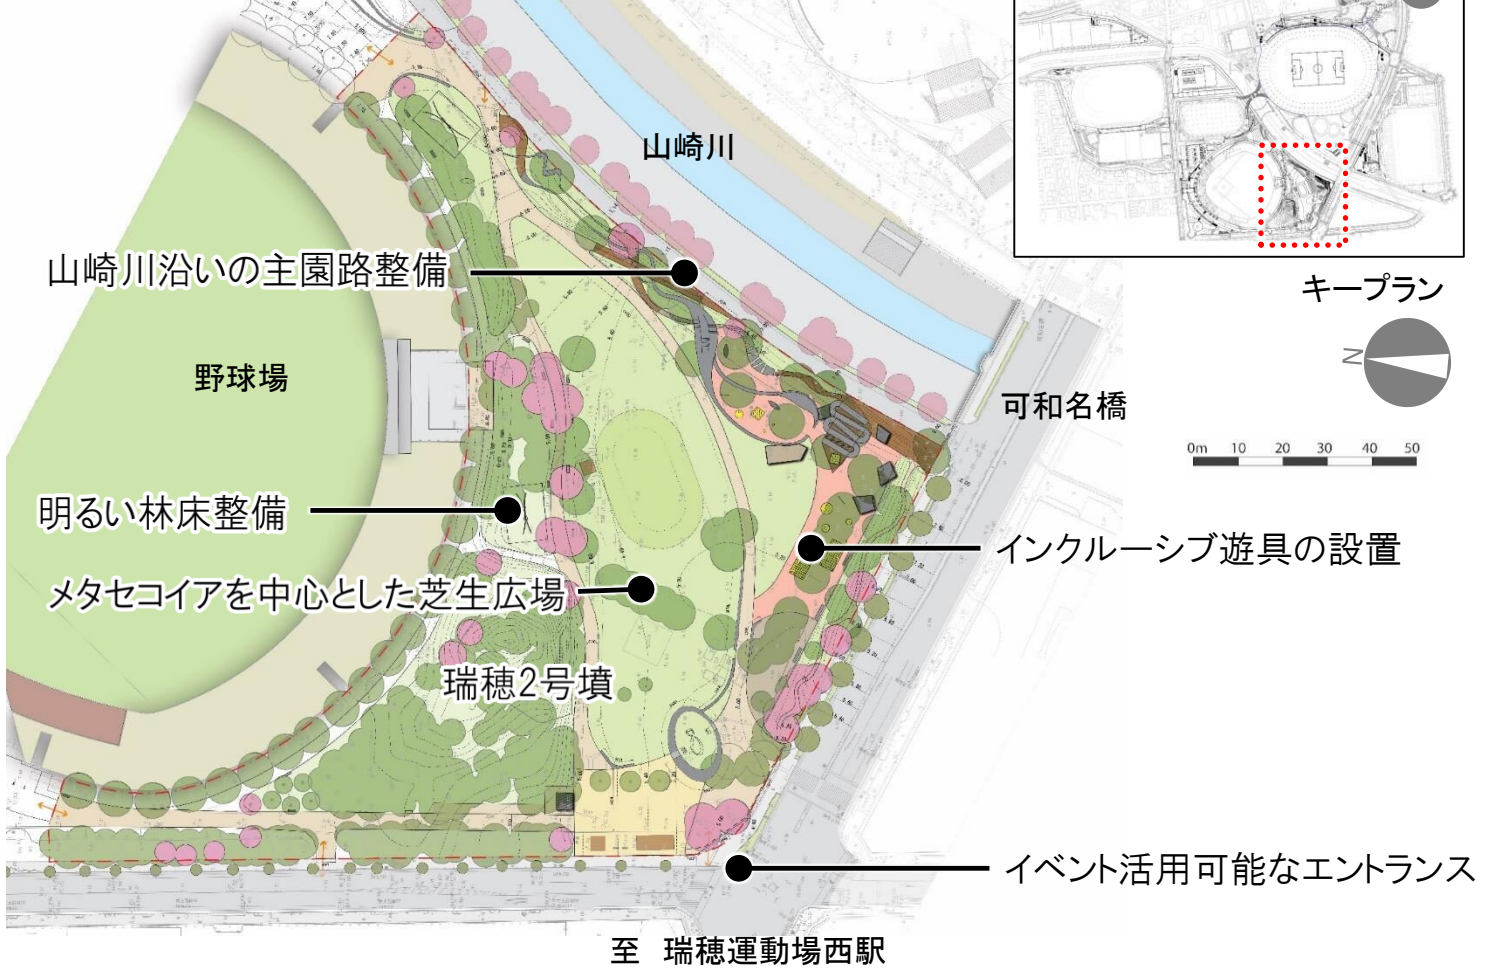 山崎川
山崎川沿いの主園路整備
キープラン
N
野球場
可和名橋
0m 10 20 30 40 50
明るい林床整備
インクルーシブ遊具の設置
メタセコイアを中心とした芝生広場
瑞穂2号墳
イベント活用可能なエントランス
至 瑞穂運動場西駅